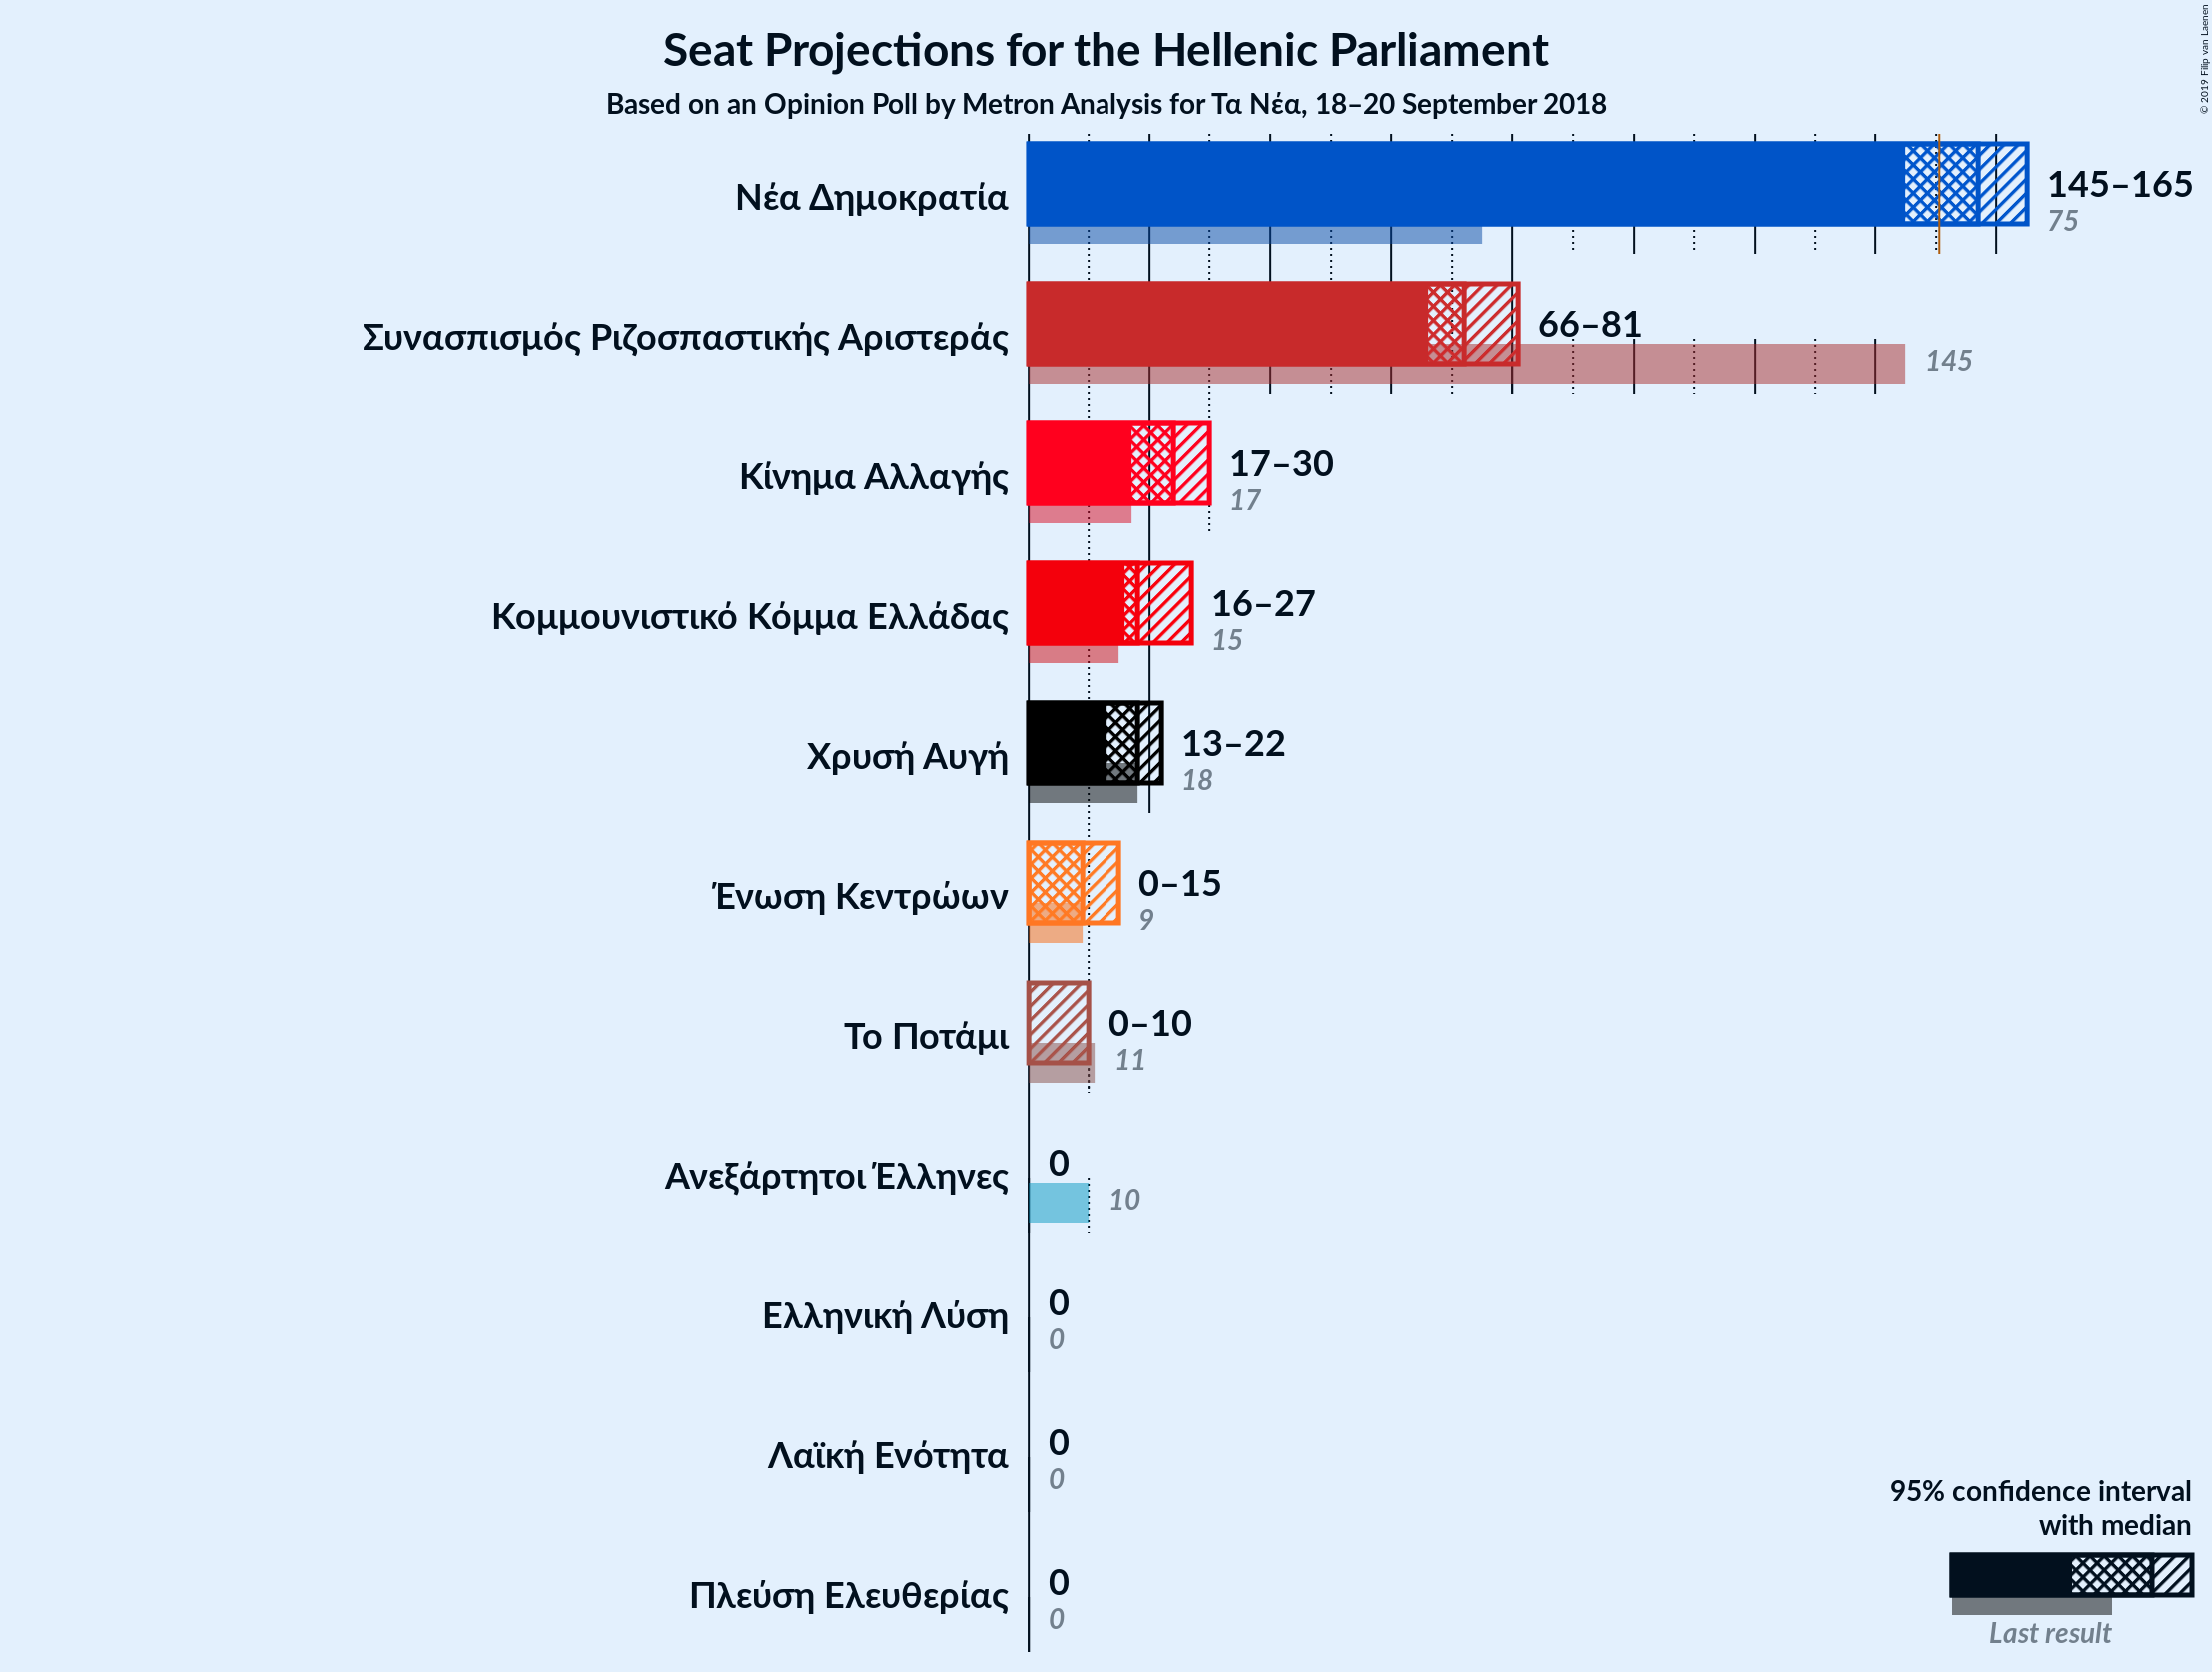 Seat Projections for the Hellenic Parliament
Based on an Opinion Poll by Metron Analysis for Τα Νέα, 18–20 September 2018
© 2019 Filip van Laenen
Νέα Δημοκρατία
145–165
75
Συνασπισμός Ριζοσπαστικής Αριστεράς
66–81
145
Κίνημα Αλλαγής
17–30
17
Κομμουνιστικό Κόμμα Ελλάδας
16–27
15
Χρυσή Αυγή
13–22
18
Ένωση Κεντρώων
0–15
9
Το Ποτάμι
0–10
11
Ανεξάρτητοι Έλληνες
0
10
Ελληνική Λύση
0
0
Λαϊκή Ενότητα
0
0
Πλεύση Ελευθερίας
0
0
95% confidence interval
with median
Last result